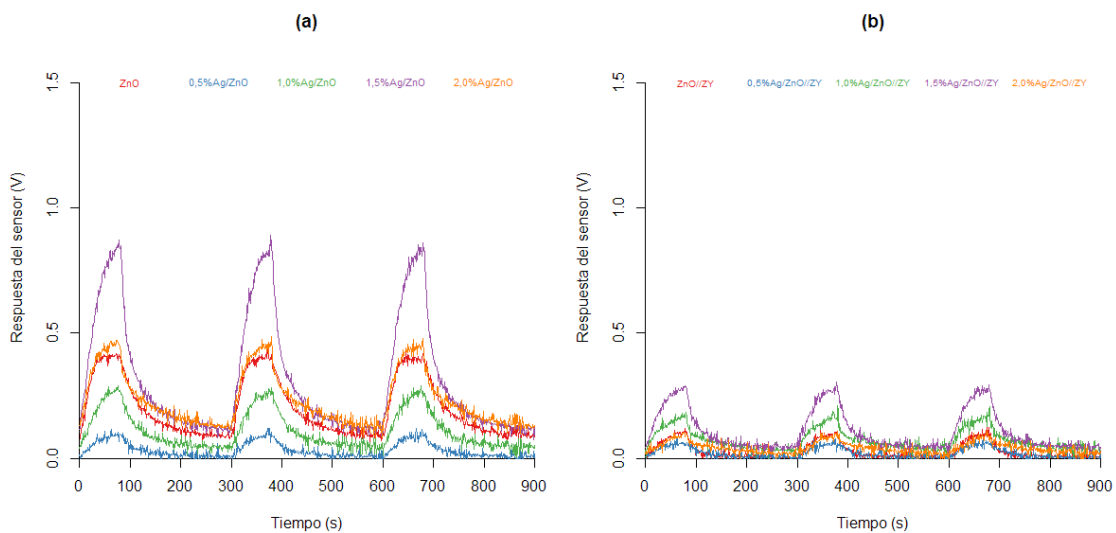 (a)
ZnO 0,5%Ag/ZnO 1,0%Ag/ZnO 1,5%Ag/ZnO 2,0%Ag/ZnO
Respuesta del sensor (V)
1.5
1.0
0.5
0.0
0 100 200 300 400 500 600 700 800 900
Tiempo (s)
(b)
ZnO//ZY 0,5%Ag/ZnO//ZY 1,0%Ag/ZnO//ZY 1,5%Ag/ZnO//ZY 2,0%Ag/ZnO//ZY
Respuesta del sensor (V)
1.5
1.0
0.5
0.0
0 100 200 300 400 500 600 700 800 900
Tiempo (s)